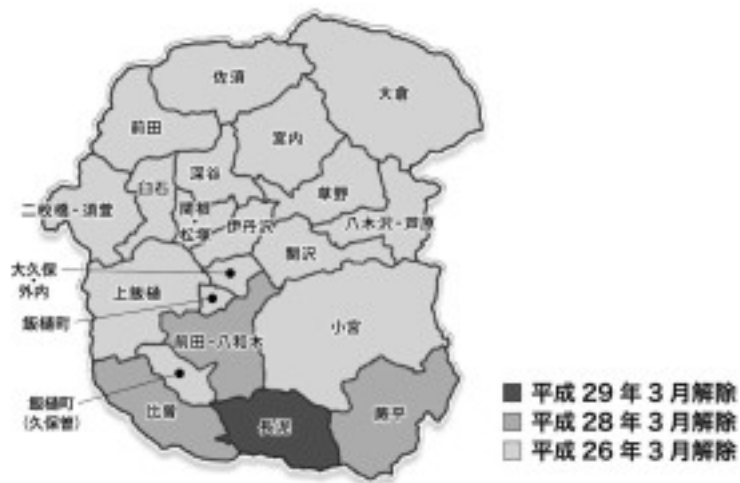 佐須
大倉
前田
宮内
深谷
臼石
草野
二枚橋・須萱
関根
・
松塚
伊丹沢
八木沢・芦原
関沢
大久保
・
外内
上飯樋
飯樋町
小宮
前田・八和木
飯樋町
(久保曽)
比曽
長泥
蕨平
平成 29 年 3 月解除
平成 28 年 3 月解除
平成 26 年 3 月解除